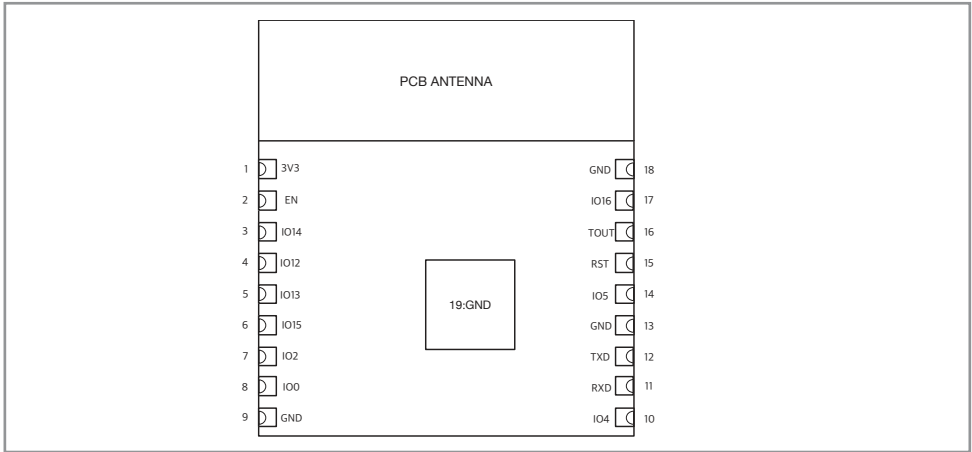 PCB ANTENNA
1 3V3 GND 18
2 EN IO16 17
3 IO14 TOUT 16
4 IO12 RST 15
5 IO13 IO5 14
19:GND
6 IO15 GND 13
7 IO2 TXD 12
8 IO0 RXD 11
9 GND IO4 10